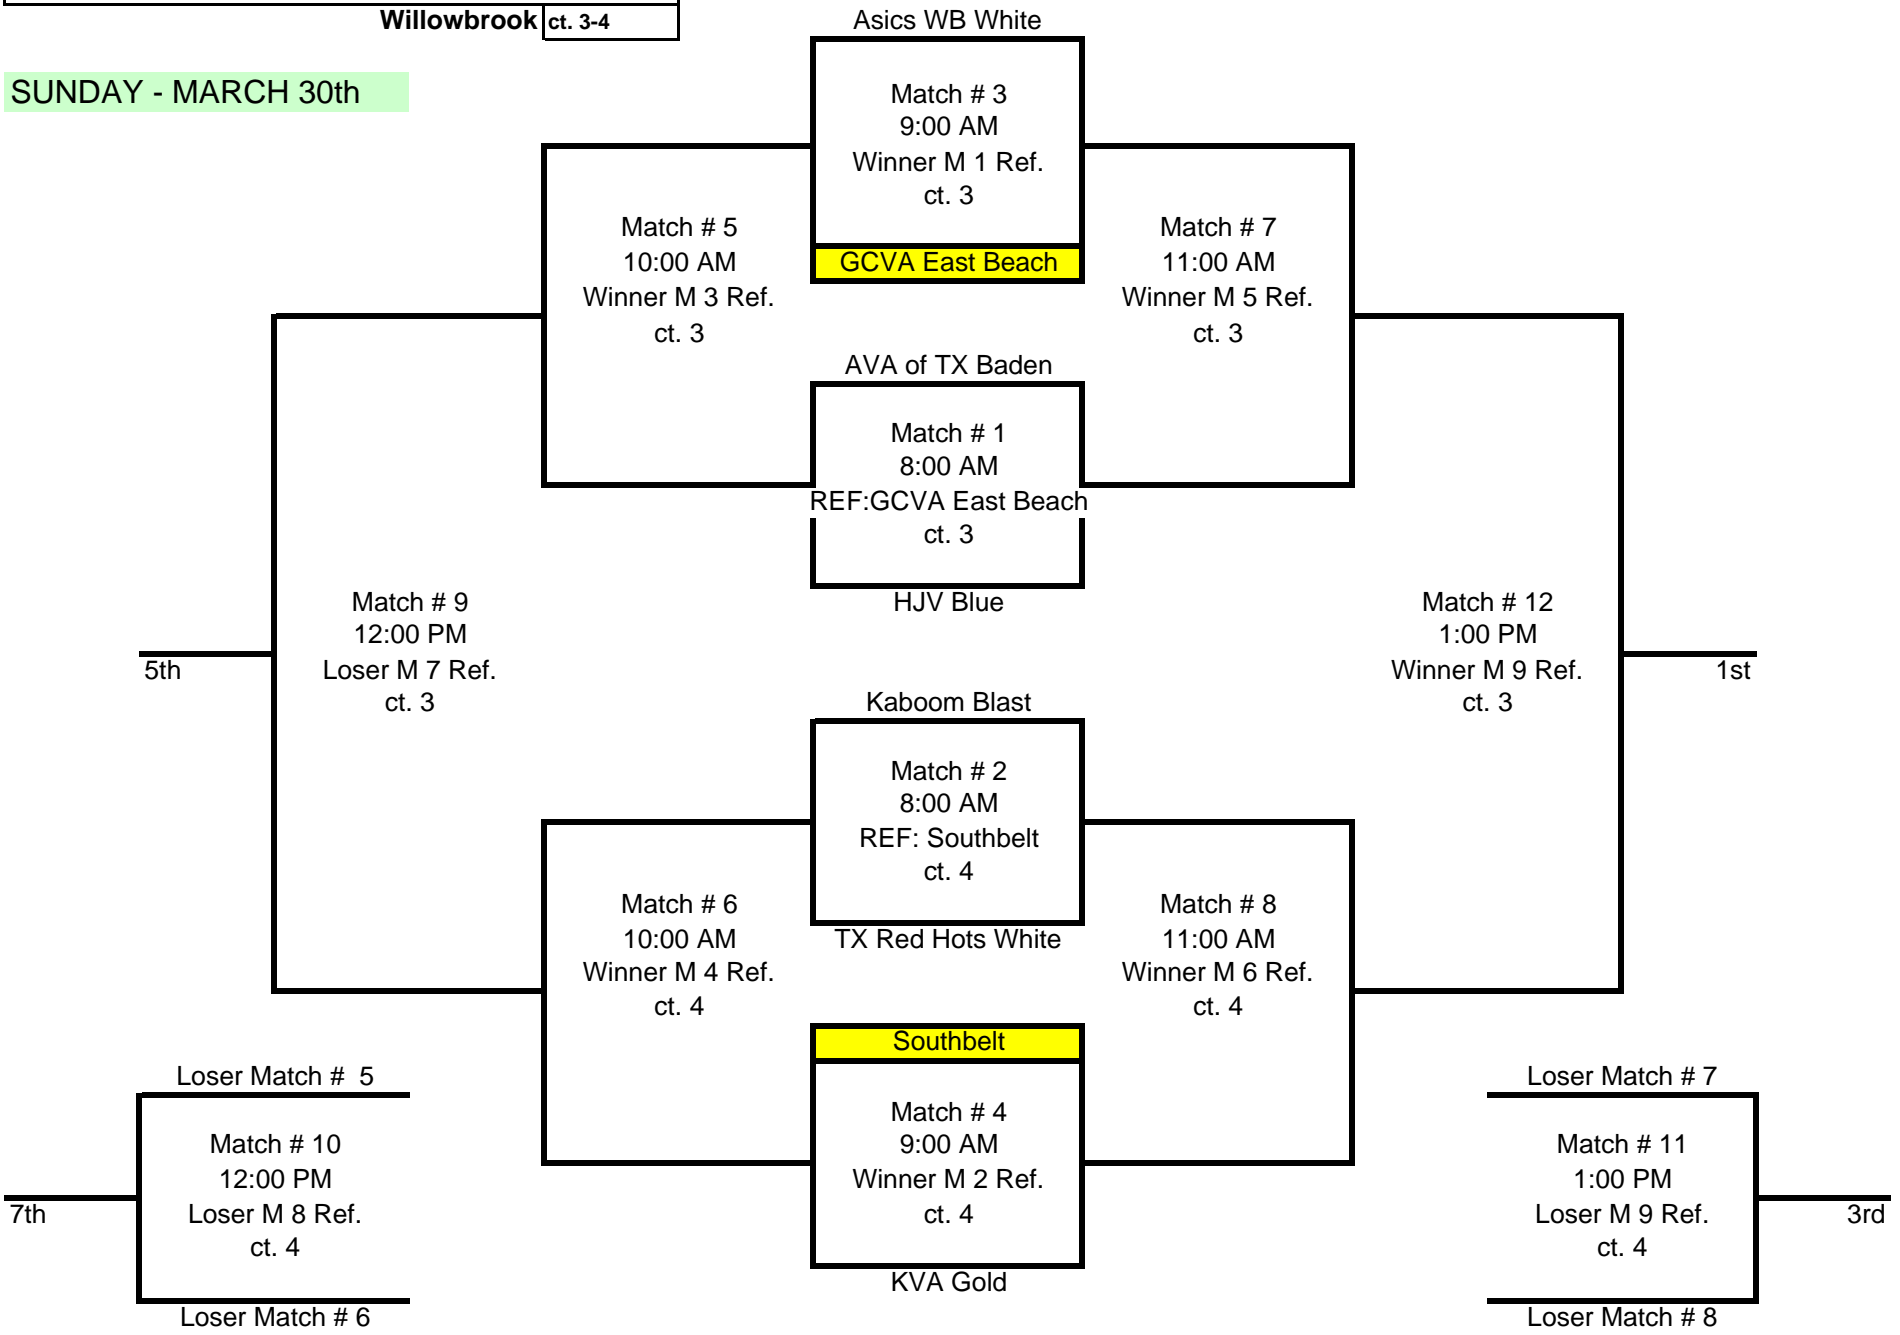 Willowbrook ct. 3-4
SUNDAY - MARCH 30th
Asics WB White
Match # 3
9:00 AM
Winner M 1 Ref.
ct. 3
GCVA East Beach
Match # 5
10:00 AM
Winner M 3 Ref.
ct. 3
Match # 7
11:00 AM
Winner M 5 Ref.
ct. 3
AVA of TX Baden
Match # 1
8:00 AM
REF:GCVA East Beach
ct. 3
HJV Blue
Match # 9
12:00 PM
Loser M 7 Ref.
ct. 3
5th
Match # 12
1:00 PM
Winner M 9 Ref.
ct. 3
1st
Kaboom Blast
Match # 2
8:00 AM
REF: Southbelt
ct. 4
TX Red Hots White
Match # 6
10:00 AM
Winner M 4 Ref.
ct. 4
Match # 8
11:00 AM
Winner M 6 Ref.
ct. 4
Southbelt
Match # 4
9:00 AM
Winner M 2 Ref.
ct. 4
KVA Gold
Loser Match #  5
Match # 10
12:00 PM
Loser M 8 Ref.
ct. 4
7th
Loser Match # 6
Loser Match # 7
Match # 11
1:00 PM
Loser M 9 Ref.
ct. 4
3rd
Loser Match # 8